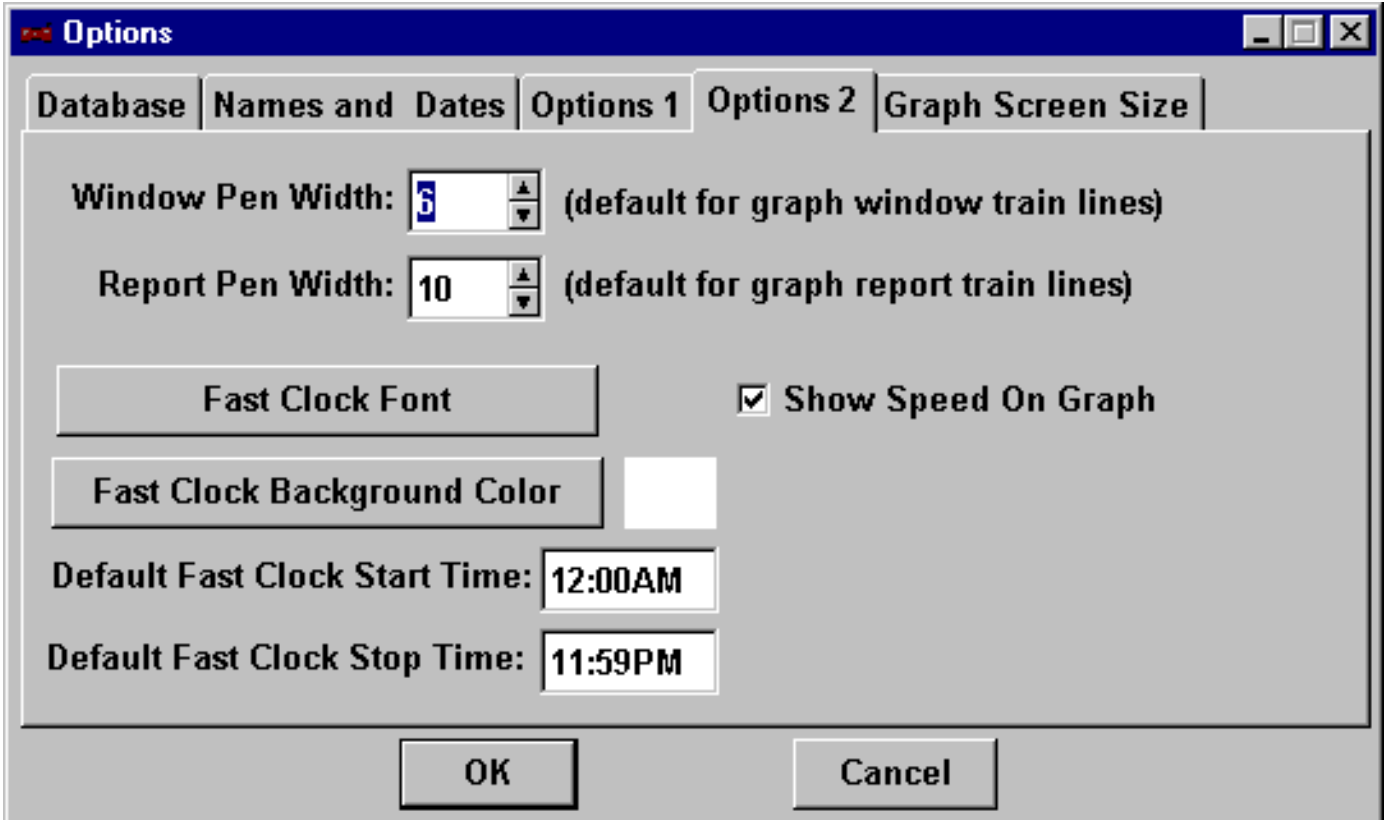 Options
Database Names and Dates Options 1 Options 2 Graph Screen Size
Window Pen Width: 6 (default for graph window train lines)
Report Pen Width: 10 (default for graph report train lines)
Fast Clock Font Show Speed On Graph
Fast Clock Background Color
Default Fast Clock Start Time: 12:00AM
Default Fast Clock Stop Time: 11:59PM
OK Cancel